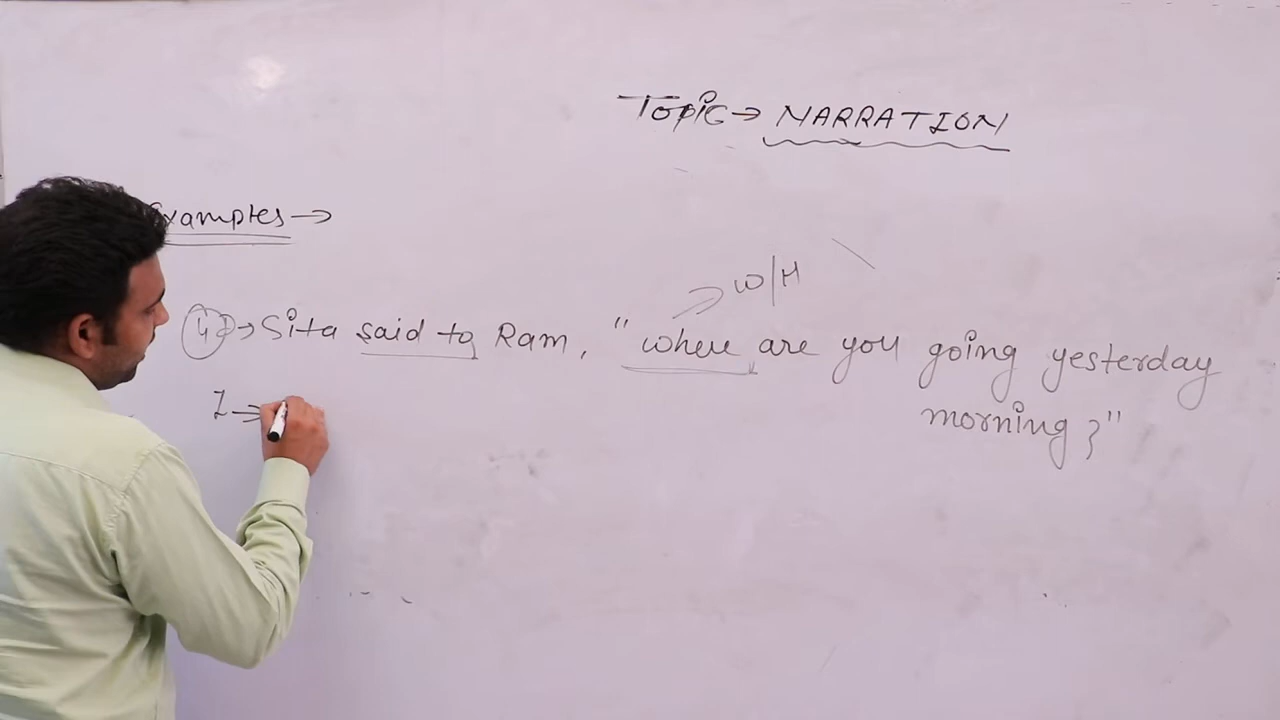 Topic → NARRATION
Examples →
(4) → Sita said to Ram, "where are you going yesterday
morning ?"
W/H
I →